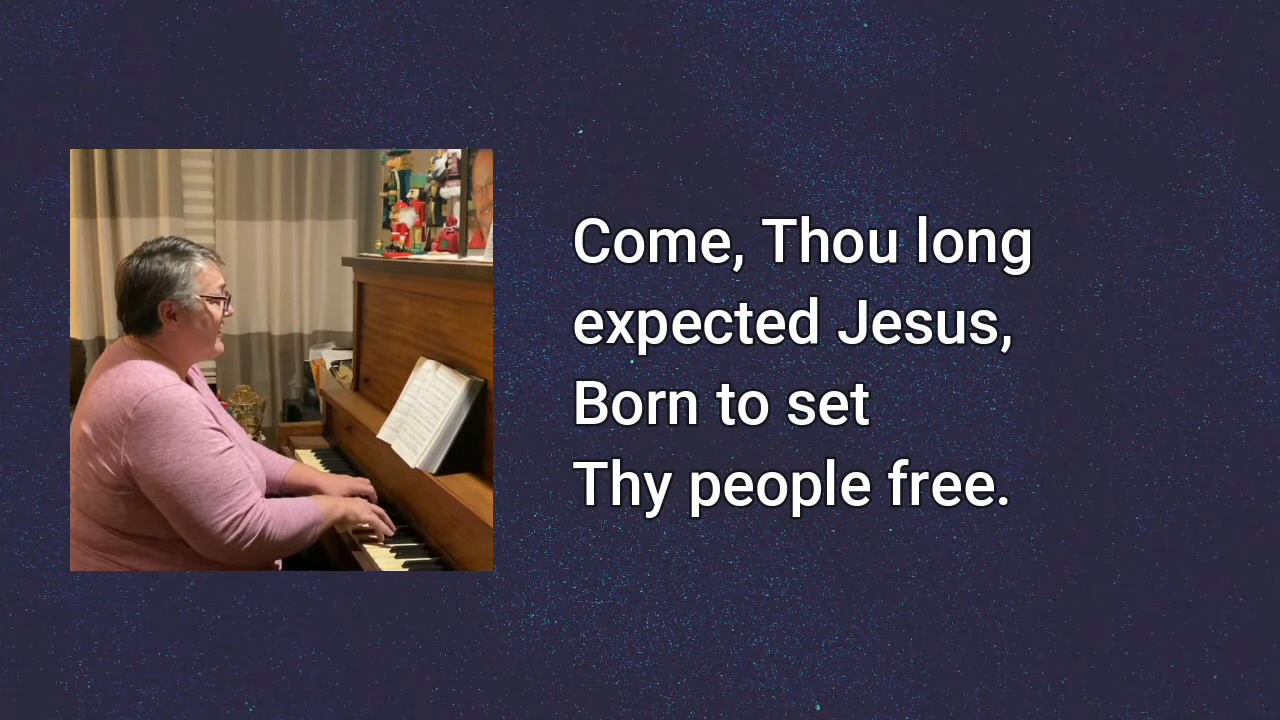 Come, Thou long
expected Jesus,
Born to set
Thy people free.